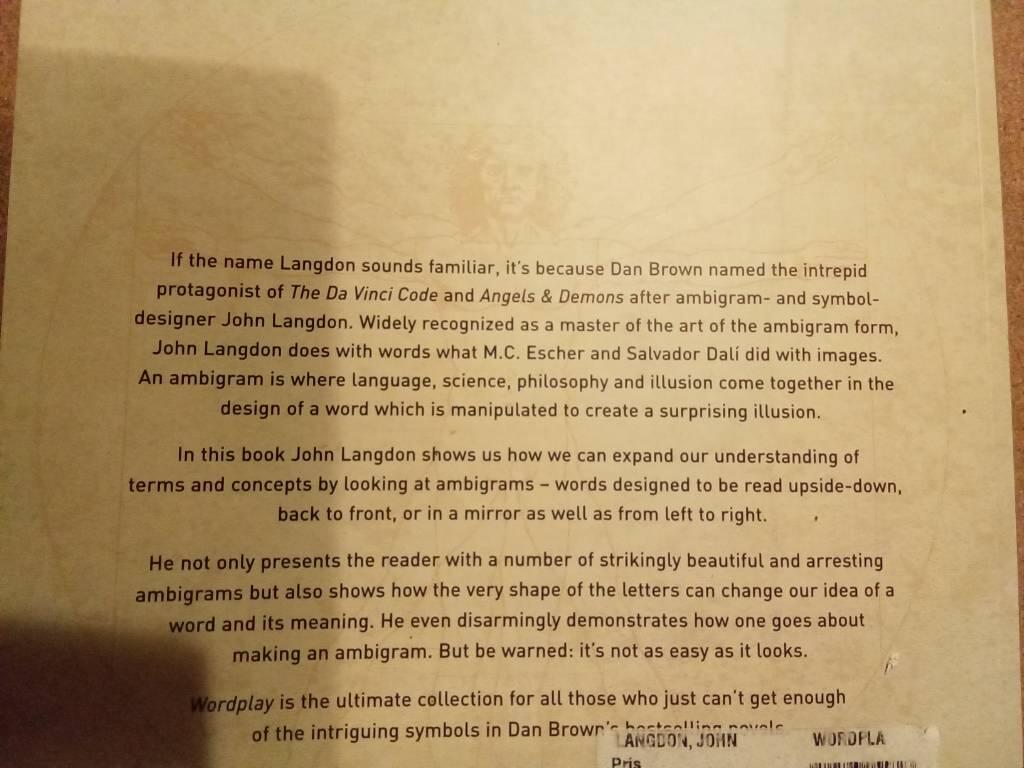 If the name Langdon sounds familiar, it's because Dan Brown named the intrepid
protagonist of The Da Vinci Code and Angels & Demons after ambigram- and symbol-
designer John Langdon. Widely recognized as a master of the art of the ambigram form,
John Langdon does with words what M.C. Escher and Salvador Dalí did with images.
An ambigram is where language, science, philosophy and illusion come together in the
design of a word which is manipulated to create a surprising illusion.
In this book John Langdon shows us how we can expand our understanding of
terms and concepts by looking at ambigrams – words designed to be read upside-down,
back to front, or in a mirror as well as from left to right.
He not only presents the reader with a number of strikingly beautiful and arresting
ambigrams but also shows how the very shape of the letters can change our idea of a
word and its meaning. He even disarmingly demonstrates how one goes about
making an ambigram. But be warned: it's not as easy as it looks.
Wordplay is the ultimate collection for all those who just can't get enough
of the intriguing symbols in Dan Brown's bestselling novels
LANGDON, JOHN WORDPLA
Pris